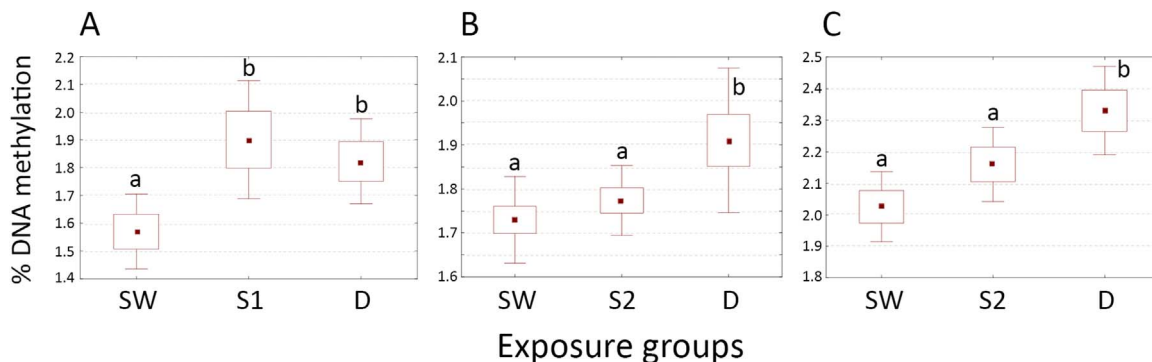 A B C
% DNA methylation
2.2
2.1
2.0
1.9
1.8
1.7
1.6
1.5
1.4
a b b
SW S1 D
2.1
2.0
1.9
1.8
1.7
1.6
a a b
SW S2 D
2.5
2.4
2.3
2.2
2.1
2.0
1.9
1.8
a a b
SW S2 D
Exposure groups